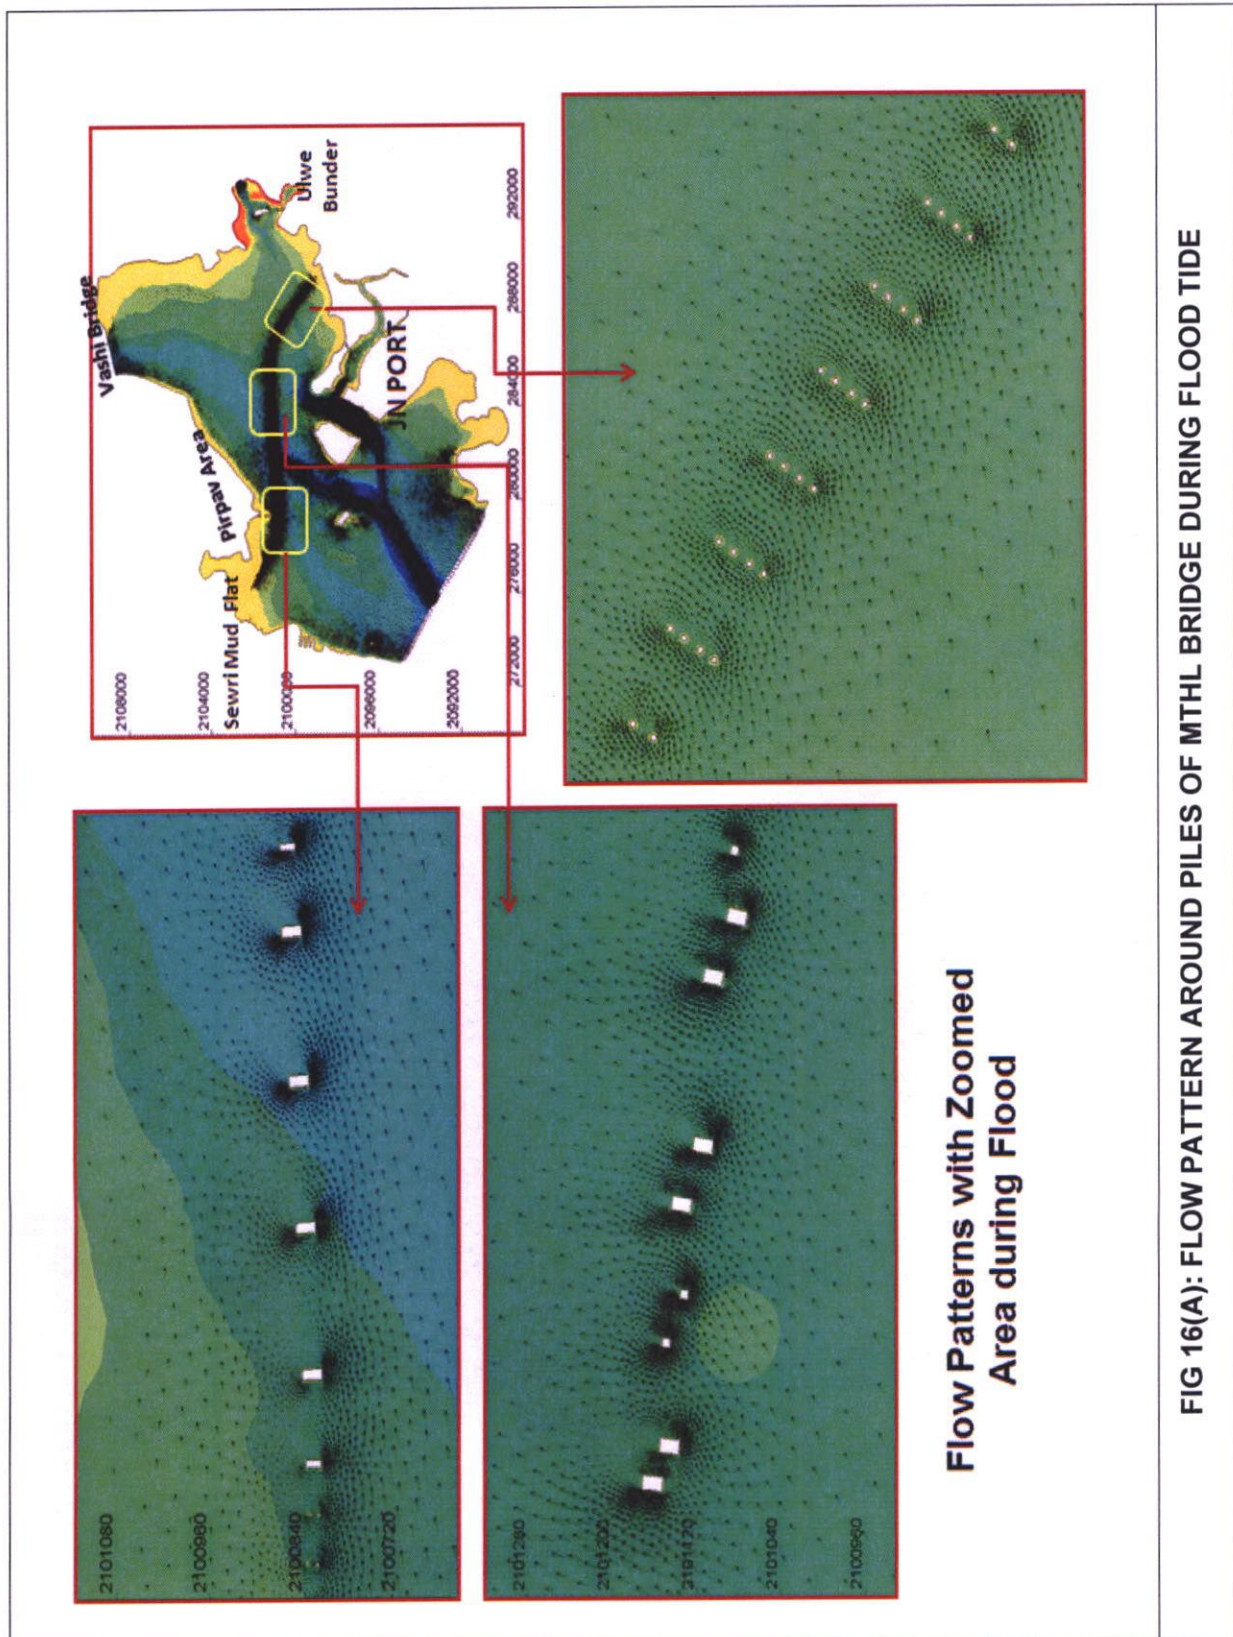 Vashi Bridge
Ulwe
Bunder
Pirpav Area
Sewri Mud Flat
JN PORT
2108000
2104000
2100000
2096000
2092000
272000
276000
280000
284000
288000
292000
2101080
2100960
2100840
2100720
2101280
2101200
2101120
2101040
2100960
Flow Patterns with Zoomed
Area during Flood
FIG 16(A): FLOW PATTERN AROUND PILES OF MTHL BRIDGE DURING FLOOD TIDE